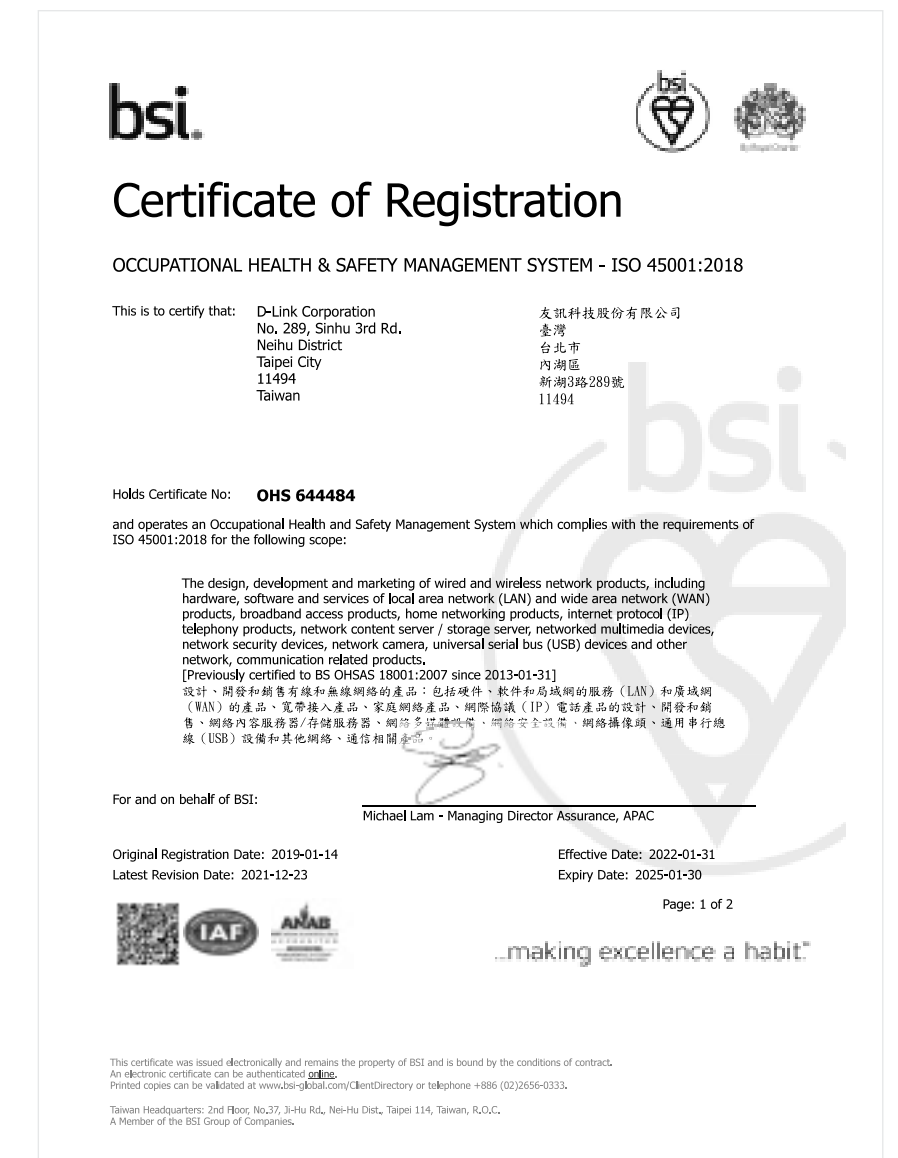 bsi.
bsi
By Royal Charter
Certificate of Registration
OCCUPATIONAL HEALTH & SAFETY MANAGEMENT SYSTEM - ISO 45001:2018
This is to certify that:
D-Link Corporation
No. 289, Sinhu 3rd Rd.
Neihu District
Taipei City
11494
Taiwan
友訊科技股份有限公司
臺灣
台北市
內湖區
新湖3路289號
11494
bsi.
Holds Certificate No: OHS 644484
and operates an Occupational Health and Safety Management System which complies with the requirements of
ISO 45001:2018 for the following scope:
The design, development and marketing of wired and wireless network products, including
hardware, software and services of local area network (LAN) and wide area network (WAN)
products, broadband access products, home networking products, internet protocol (IP)
telephony products, network content server / storage server, networked multimedia devices,
network security devices, network camera, universal serial bus (USB) devices and other
network, communication related products.
[Previously certified to BS OHSAS 18001:2007 since 2013-01-31]
設計、開發和銷售有線和無線網絡的產品：包括硬件、軟件和局域網的服務（LAN）和廣域網
（WAN）的產品、寬帶接入產品、家庭網絡產品、網際協議（IP）電話產品的設計、開發和銷
售、網絡內容服務器/存儲服務器、網絡多媒體設備、網絡安全設備、網絡攝像頭、通用串行總
線（USB）設備和其他網絡、通信相關產品。
For and on behalf of BSI:
Michael Lam - Managing Director Assurance, APAC
Original Registration Date: 2019-01-14
Effective Date: 2022-01-31
Latest Revision Date: 2021-12-23
Expiry Date: 2025-01-30
Page: 1 of 2
IAF
ANAB
ACCREDITED
...making excellence a habit.™
This certificate was issued electronically and remains the property of BSI and is bound by the conditions of contract.
An electronic certificate can be authenticated online.
Printed copies can be validated at www.bsi-global.com/ClientDirectory or telephone +886 (02)2656-0333.
Taiwan Headquarters: 2nd Floor, No.37, Ji-Hu Rd., Nei-Hu Dist., Taipei 114, Taiwan, R.O.C.
A Member of the BSI Group of Companies.